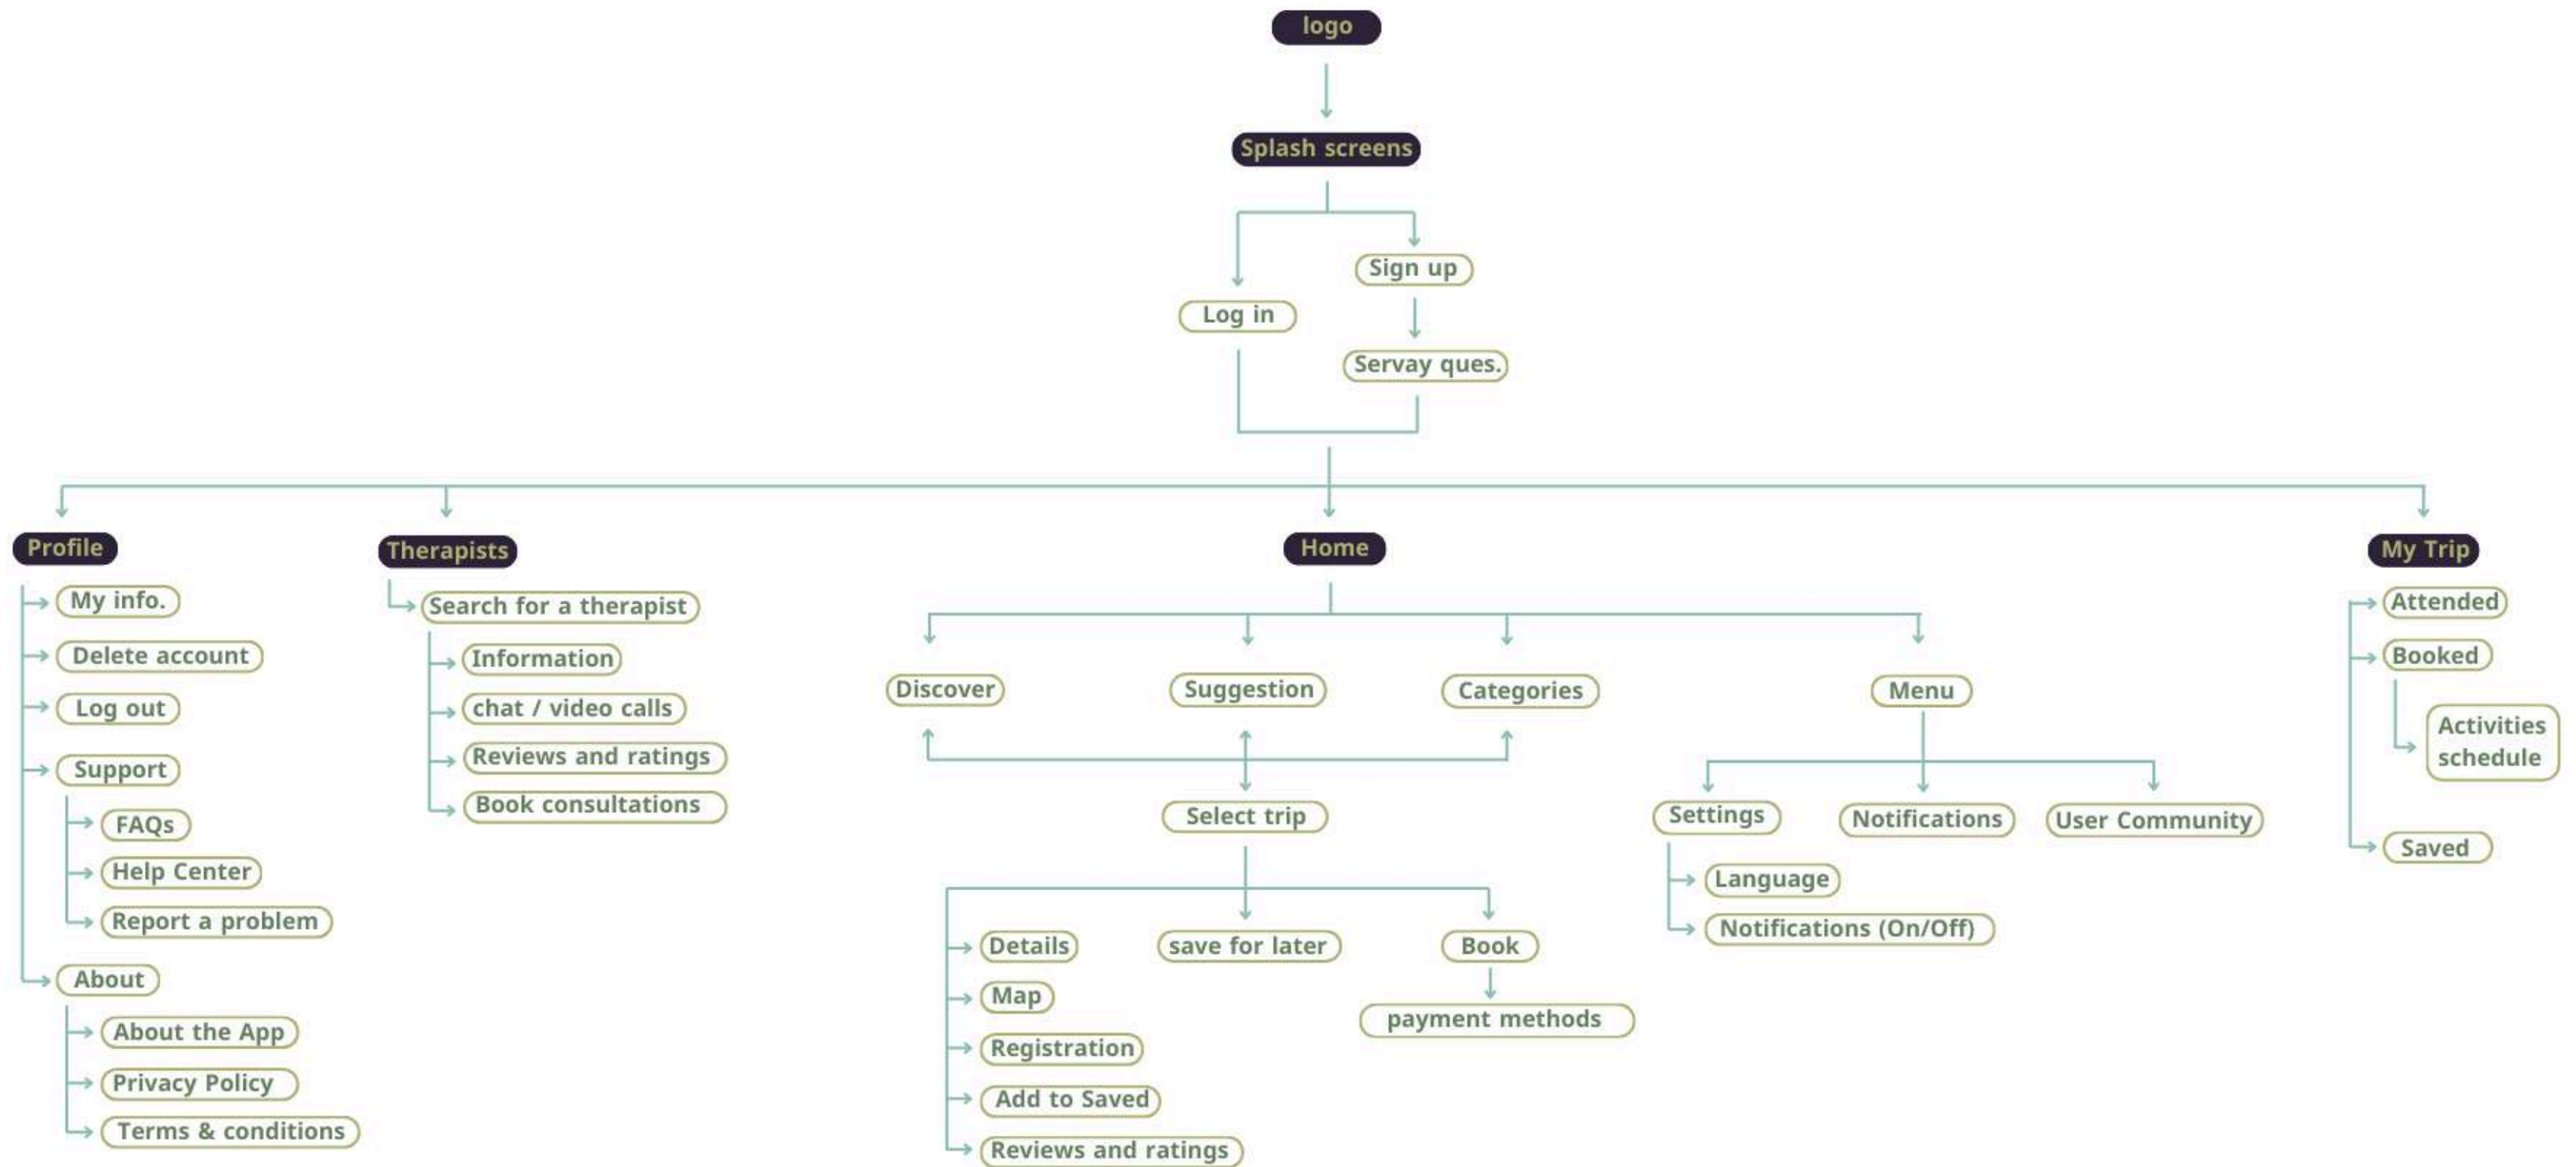 logo
Splash screens
Sign up
Log in
Servay ques.
Profile
My info.
Delete account
Log out
Support
FAQs
Help Center
Report a problem
About
About the App
Privacy Policy
Terms & conditions
Therapists
Search for a therapist
Information
chat / video calls
Reviews and ratings
Book consultations
Home
Discover
Suggestion
Categories
Menu
Select trip
Details
Map
Registration
Add to Saved
Reviews and ratings
save for later
Book
payment methods
Settings
Notifications
User Community
Language
Notifications (On/Off)
My Trip
Attended
Booked
Activities
schedule
Saved